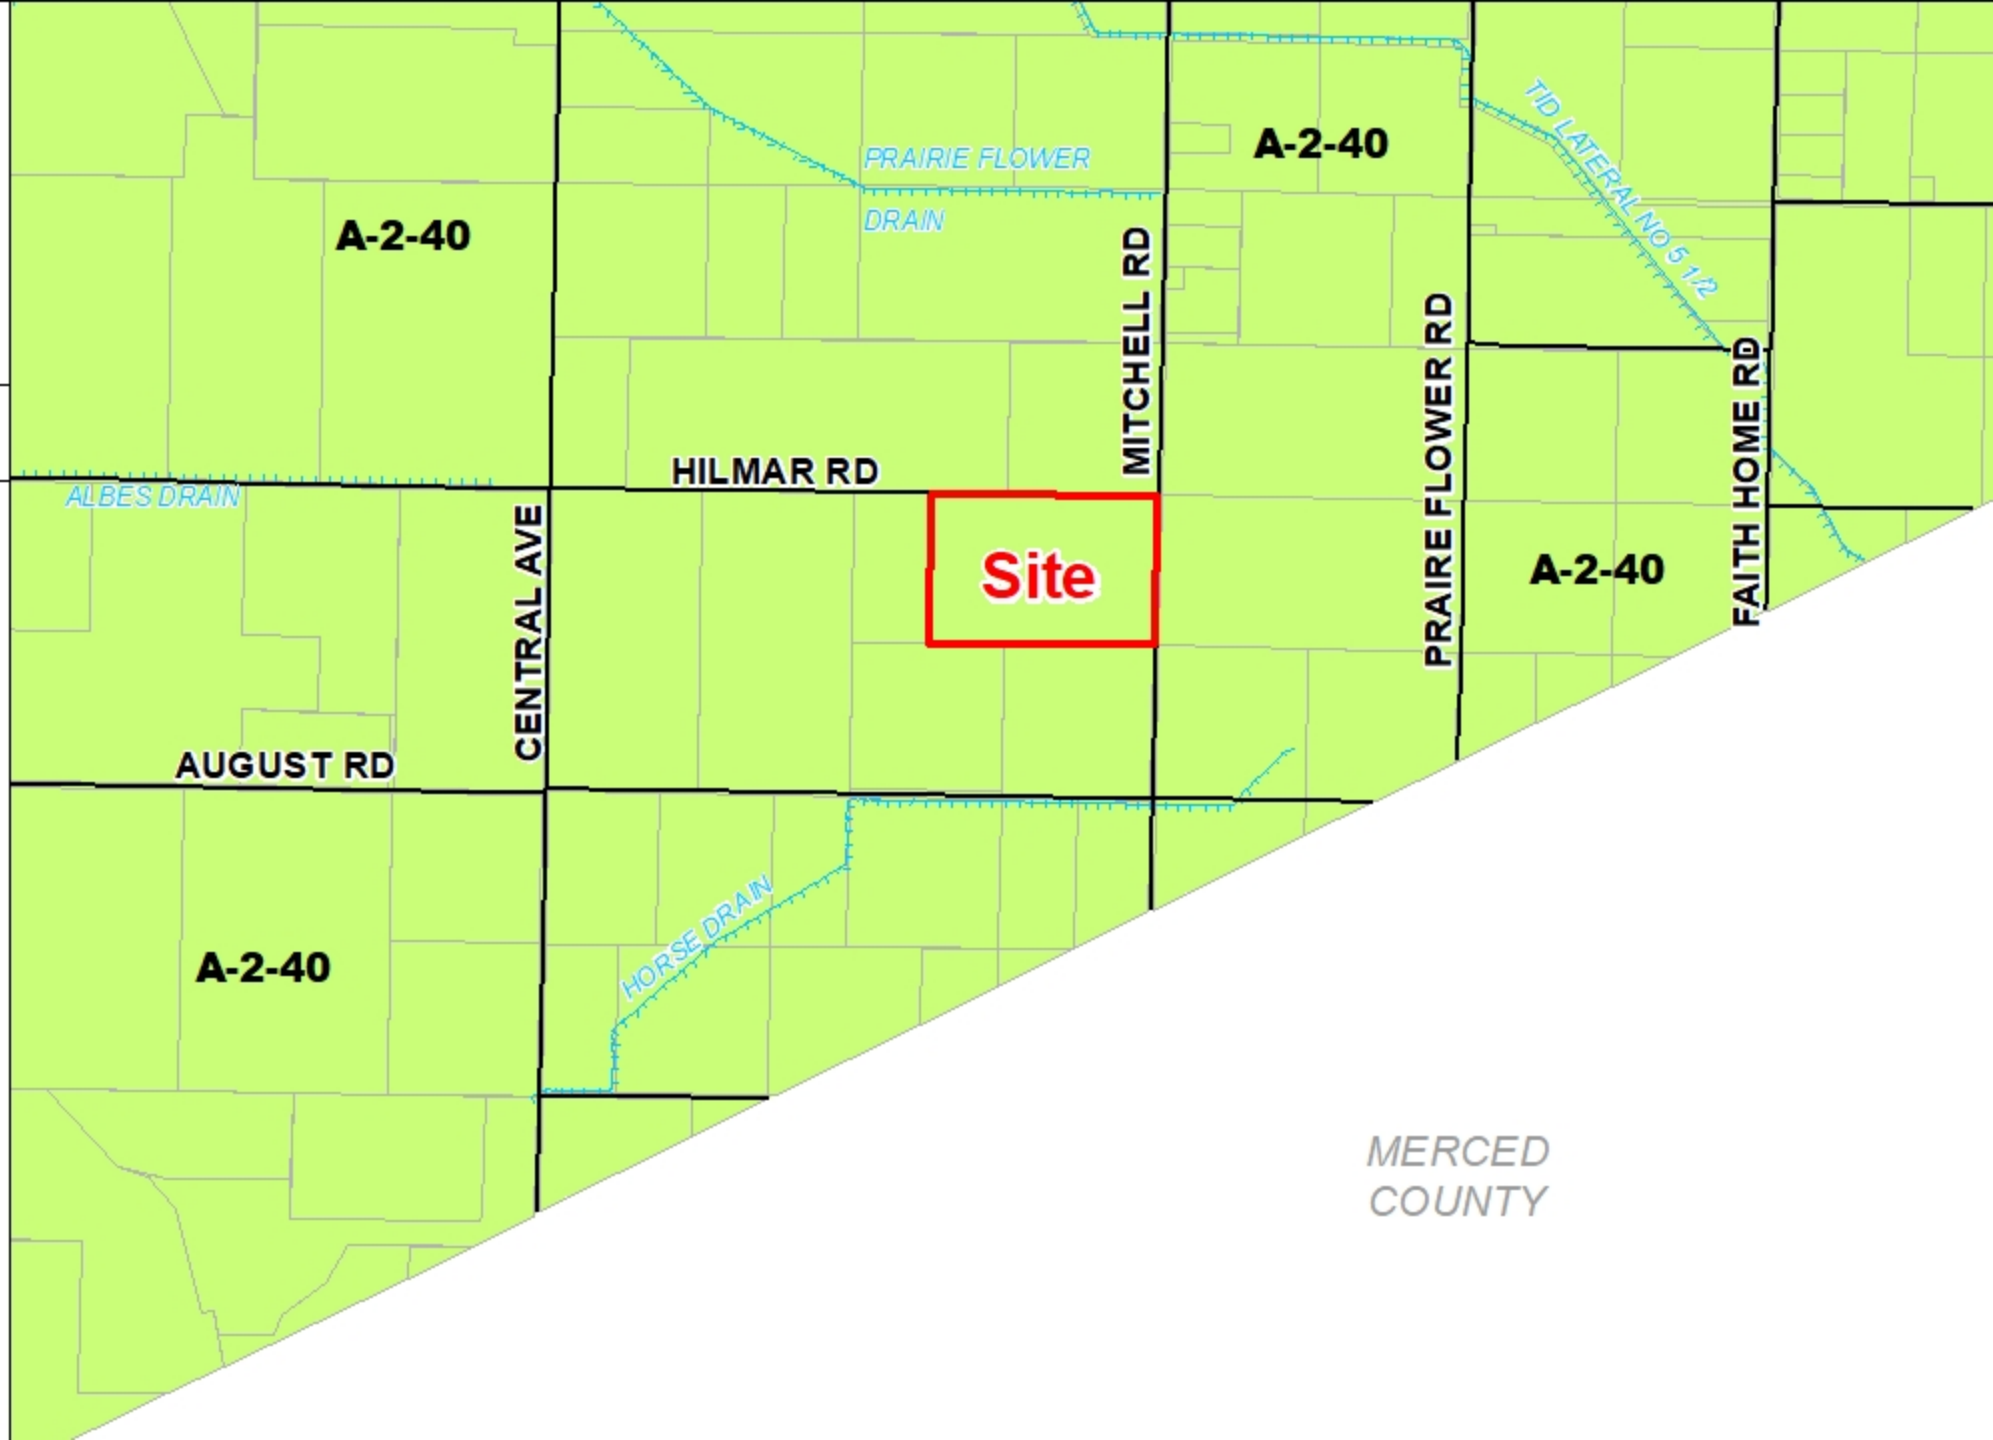 A-2-40
TID LATERAL NO 5 1/2
PRAIRIE FLOWER
DRAIN
A-2-40
MITCHELL RD
PRAIRE FLOWER RD
FAITH HOME RD
HILMAR RD
ALBES DRAIN
CENTRAL AVE
Site
A-2-40
AUGUST RD
HORSE DRAIN
A-2-40
MERCED
COUNTY